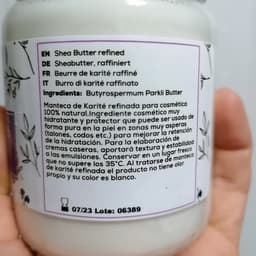 EN Shea Butter refined
DE Sheabutter, raffiniert
FR Beurre de karité raffiné
IT Burro di karité raffinato
Ingredients: Butyrospermum Parkii Butter
Manteca de Karité refinada para cosmética
100% natural.Ingrediente cosmético muy
hidratante y protector que puede ser usado de
forma pura en la piel en zonas muy asperas
(talones, codos etc.) para mejorar la retención
de la hidratación. Para la elaboración de
cremas caseras, aportará textura y estabilidad
a las emulsiones. Conservar en un lugar fresco
que no supere los 35°C. Al tratarse de manteca
de karité refinada el producto no tiene olor
propio y su color es blanco.
07/23 Lote: 06389